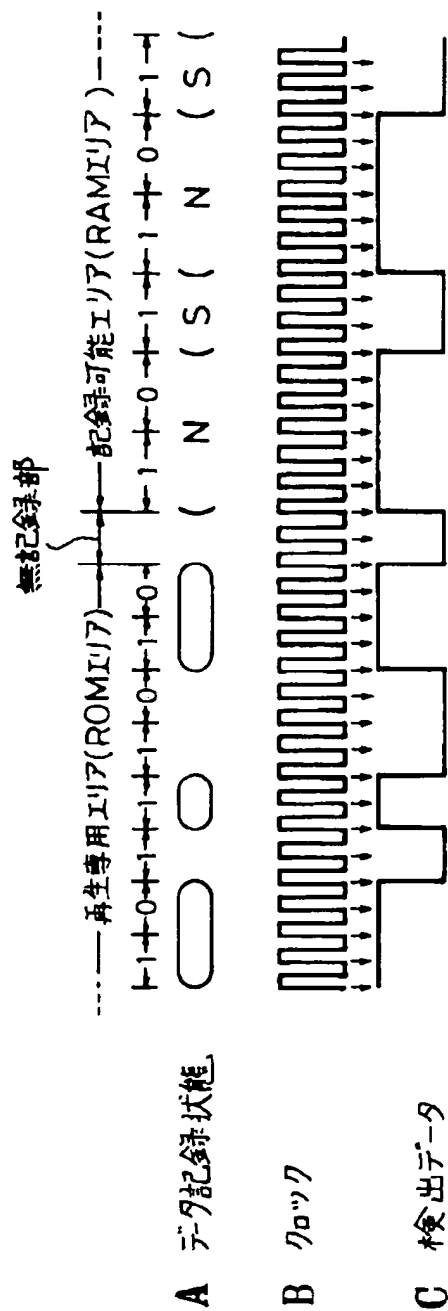 無記録部
再生専用エリア(ROMエリア) 記録可能エリア(RAMエリア)
1 0 1 1 1 0 1 0 1 0 1 1 0 1
A データ記録状態 ( N ( S ( N ( S (
B クロック
C 検出データ